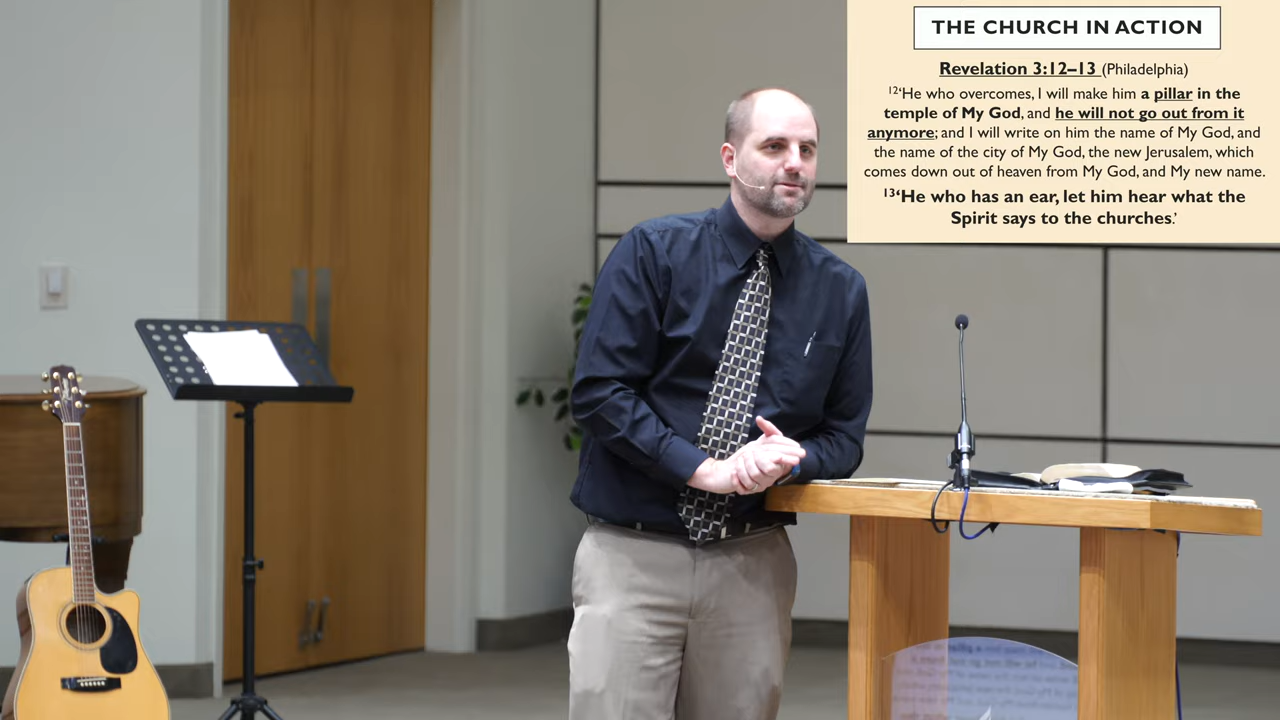 THE CHURCH IN ACTION
Revelation 3:12–13 (Philadelphia)
12‘He who overcomes, I will make him a pillar in the
temple of My God, and he will not go out from it
anymore; and I will write on him the name of My God, and
the name of the city of My God, the new Jerusalem, which
comes down out of heaven from My God, and My new name.
13‘He who has an ear, let him hear what the
Spirit says to the churches.’